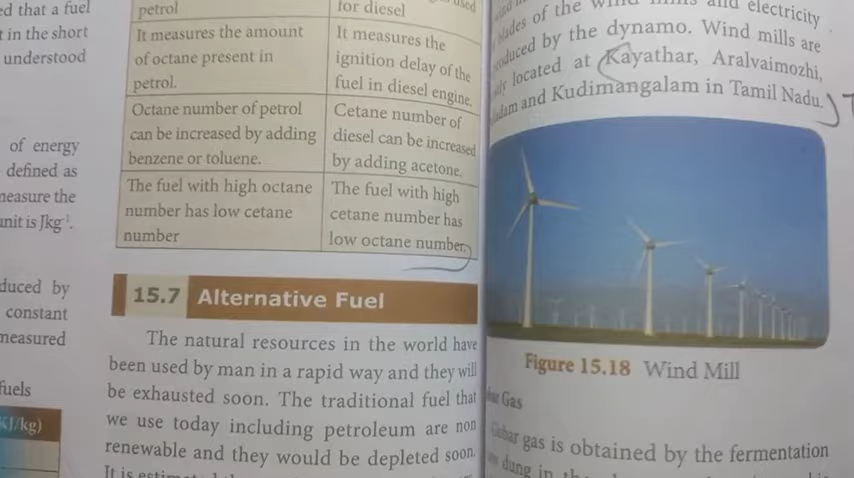 ed that a fuel
in the short
understood
of energy
defined as
measure the
unit is Jkg⁻¹.
duced by
constant
measured
fuels
KJ/kg)
petrol
for diesel
It measures the amount
of octane present in
petrol.
It measures the
ignition delay of the
fuel in diesel engine.
Octane number of petrol
can be increased by adding
benzene or toluene.
Cetane number of
diesel can be increased
by adding acetone.
The fuel with high octane
number has low cetane
number
The fuel with high
cetane number has
low octane number.
15.7 Alternative Fuel
The natural resources in the world have
been used by man in a rapid way and they will
be exhausted soon. The traditional fuel that
we use today including petroleum are non
renewable and they would be depleted soon.
It is
used
blades of the wind mills and electricity
produced by the dynamo. Wind mills are
located at Kayathar, Aralvaimozhi,
and Kudimangalam in Tamil Nadu.
Figure 15.18 Wind Mill
Gas
Gobar gas is obtained by the fermentation
dung in the